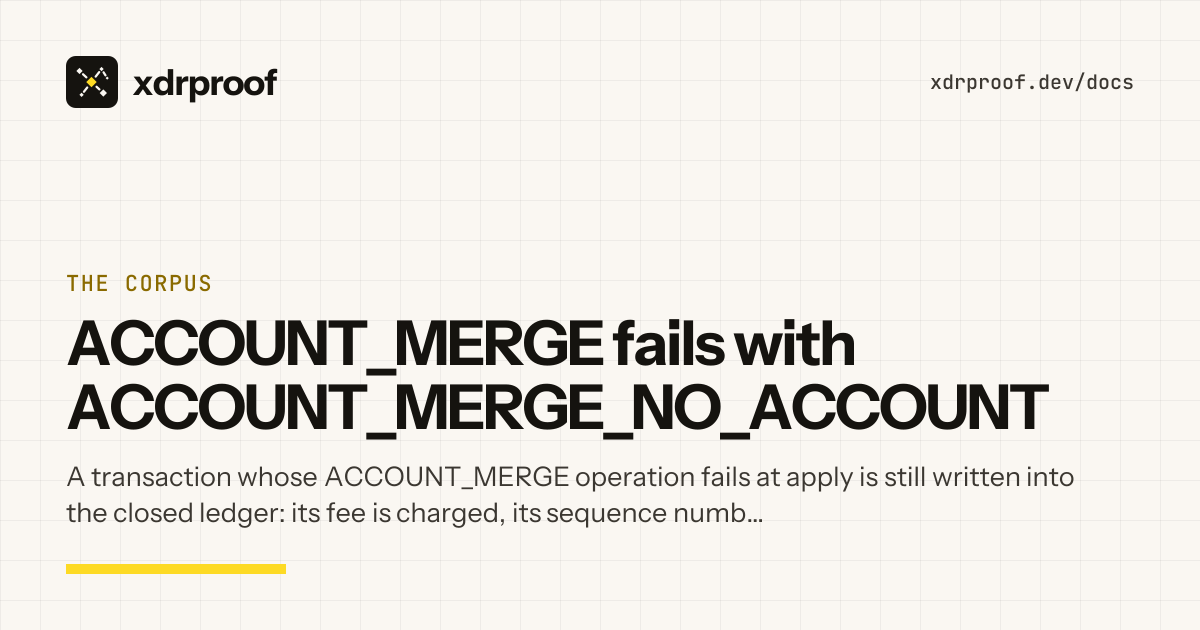 xdrproof
xdrproof.dev/docs
THE CORPUS
ACCOUNT_MERGE fails with
ACCOUNT_MERGE_NO_ACCOUNT
A transaction whose ACCOUNT_MERGE operation fails at apply is still written into
the closed ledger: its fee is charged, its sequence numb…